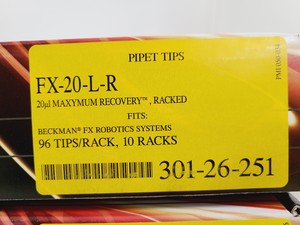 PIPET TIPS
FX-20-L-R
20µl MAXYMUM RECOVERY™, RACKED
FITS:
BECKMAN® FX ROBOTICS SYSTEMS
96 TIPS/RACK, 10 RACKS
301-26-251